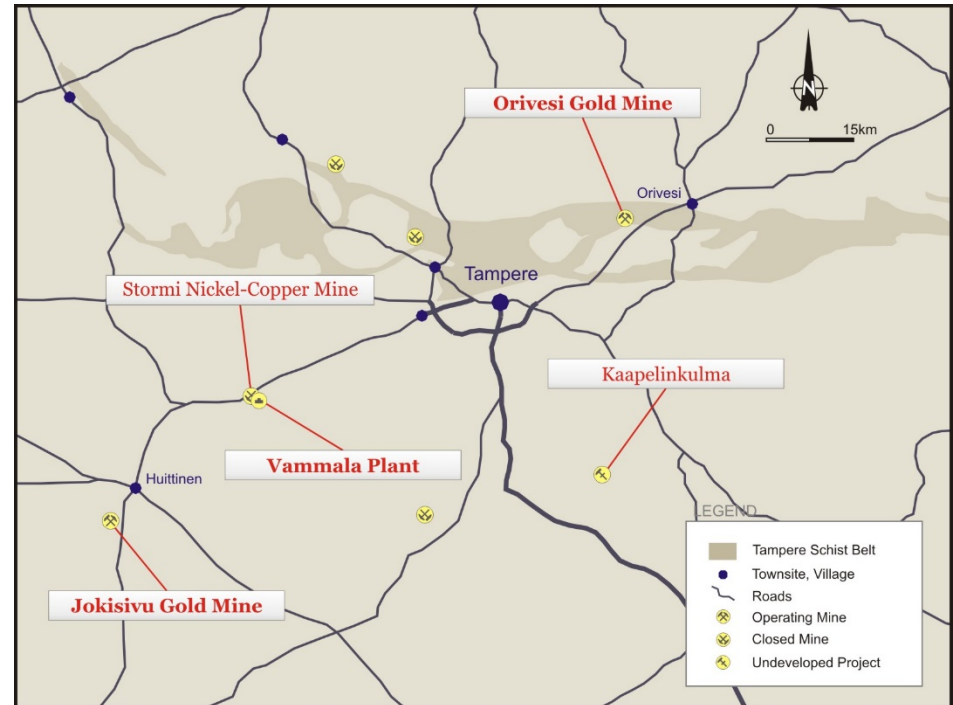 Orivesi Gold Mine
N
0 15km
Orivesi
Tampere
Stormi Nickel-Copper Mine
Kaapelinkulma
Vammala Plant
Huittinen
Jokisivu Gold Mine
LEGEND
Tampere Schist Belt
Townsite, Village
Roads
Operating Mine
Closed Mine
Undeveloped Project